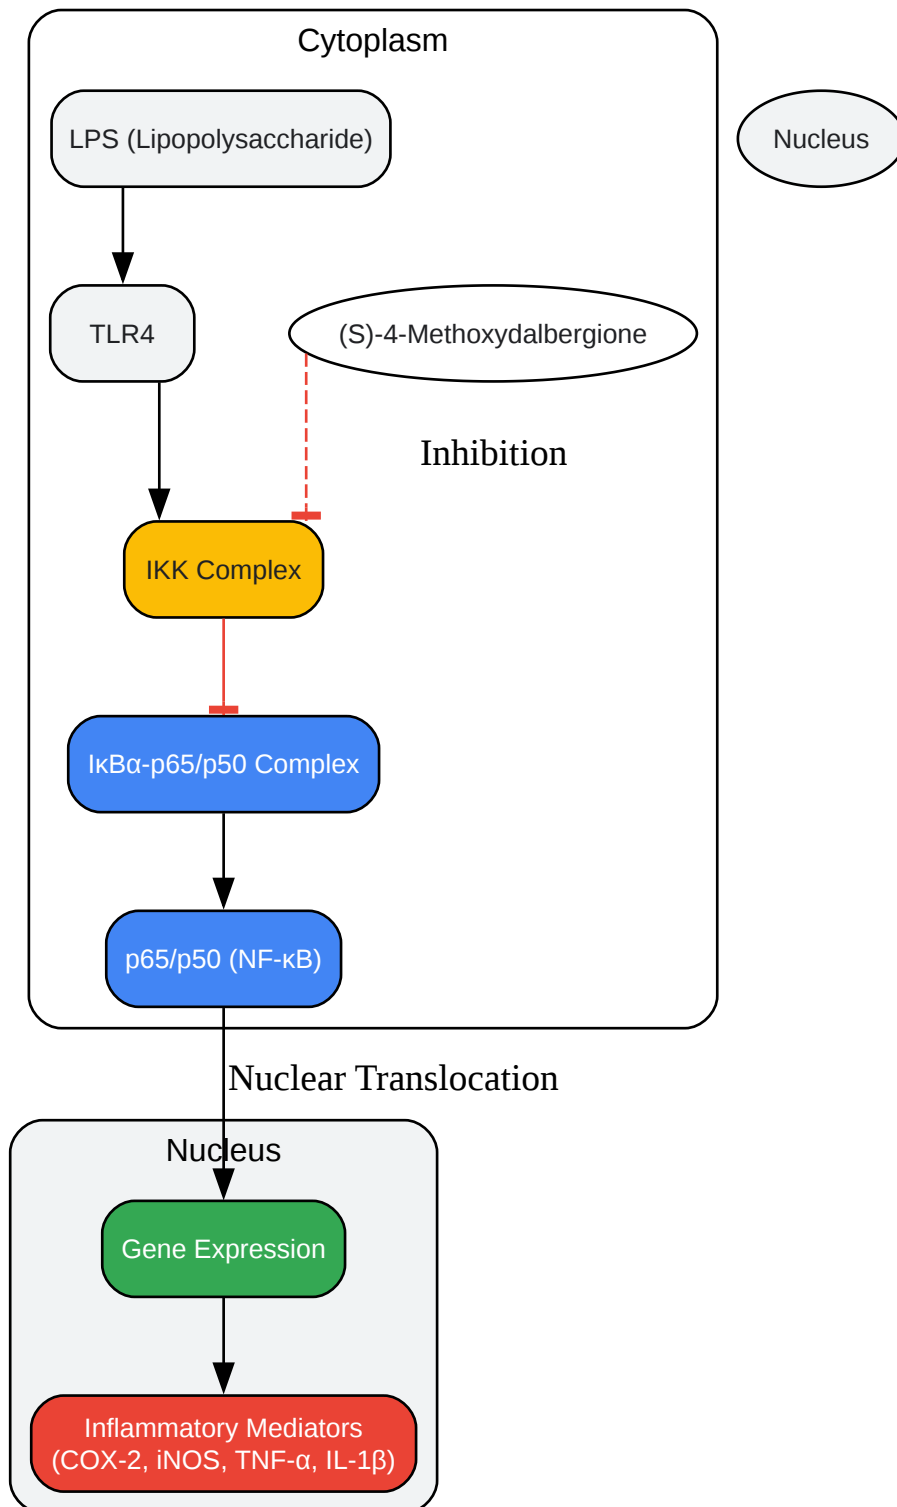 Cytoplasm
LPS (Lipopolysaccharide)
Nucleus
TLR4
(S)-4-Methoxydalbergione
Inhibition
IKK Complex
IκBα-p65/p50 Complex
p65/p50 (NF-κB)
Nuclear Translocation
Nucleus
Gene Expression
Inflammatory Mediators
(COX-2, iNOS, TNF-α, IL-1β)